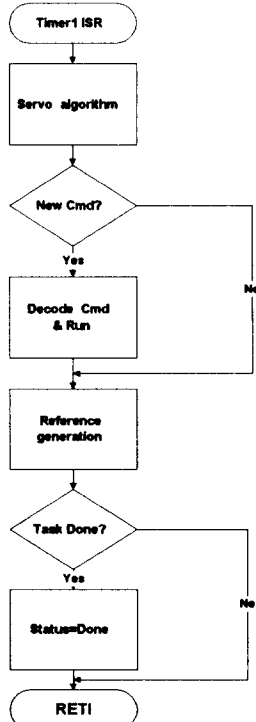 Timer1 ISR
Servo algorithm
New Cmd?
Yes
No
Decode Cmd
& Run
Reference
generation
Task Done?
Yes
No
Status=Done
RETI